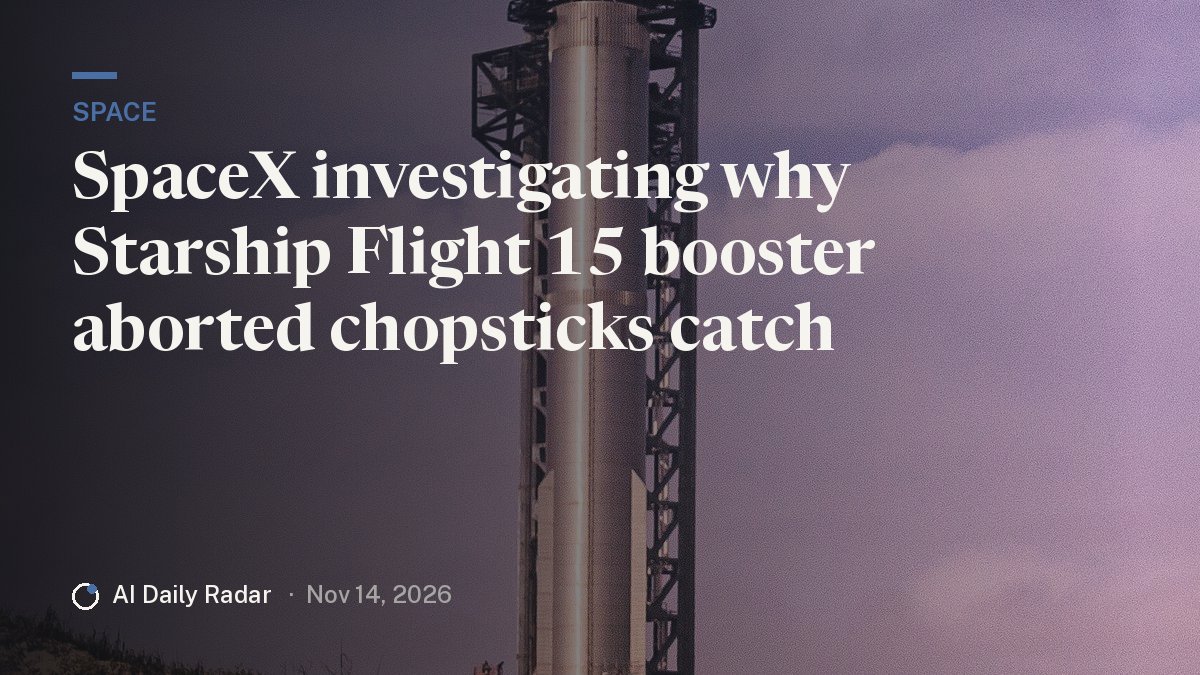 SPACE
SpaceX investigating why
Starship Flight 15 booster
aborted chopsticks catch
AI Daily Radar · Nov 14, 2026